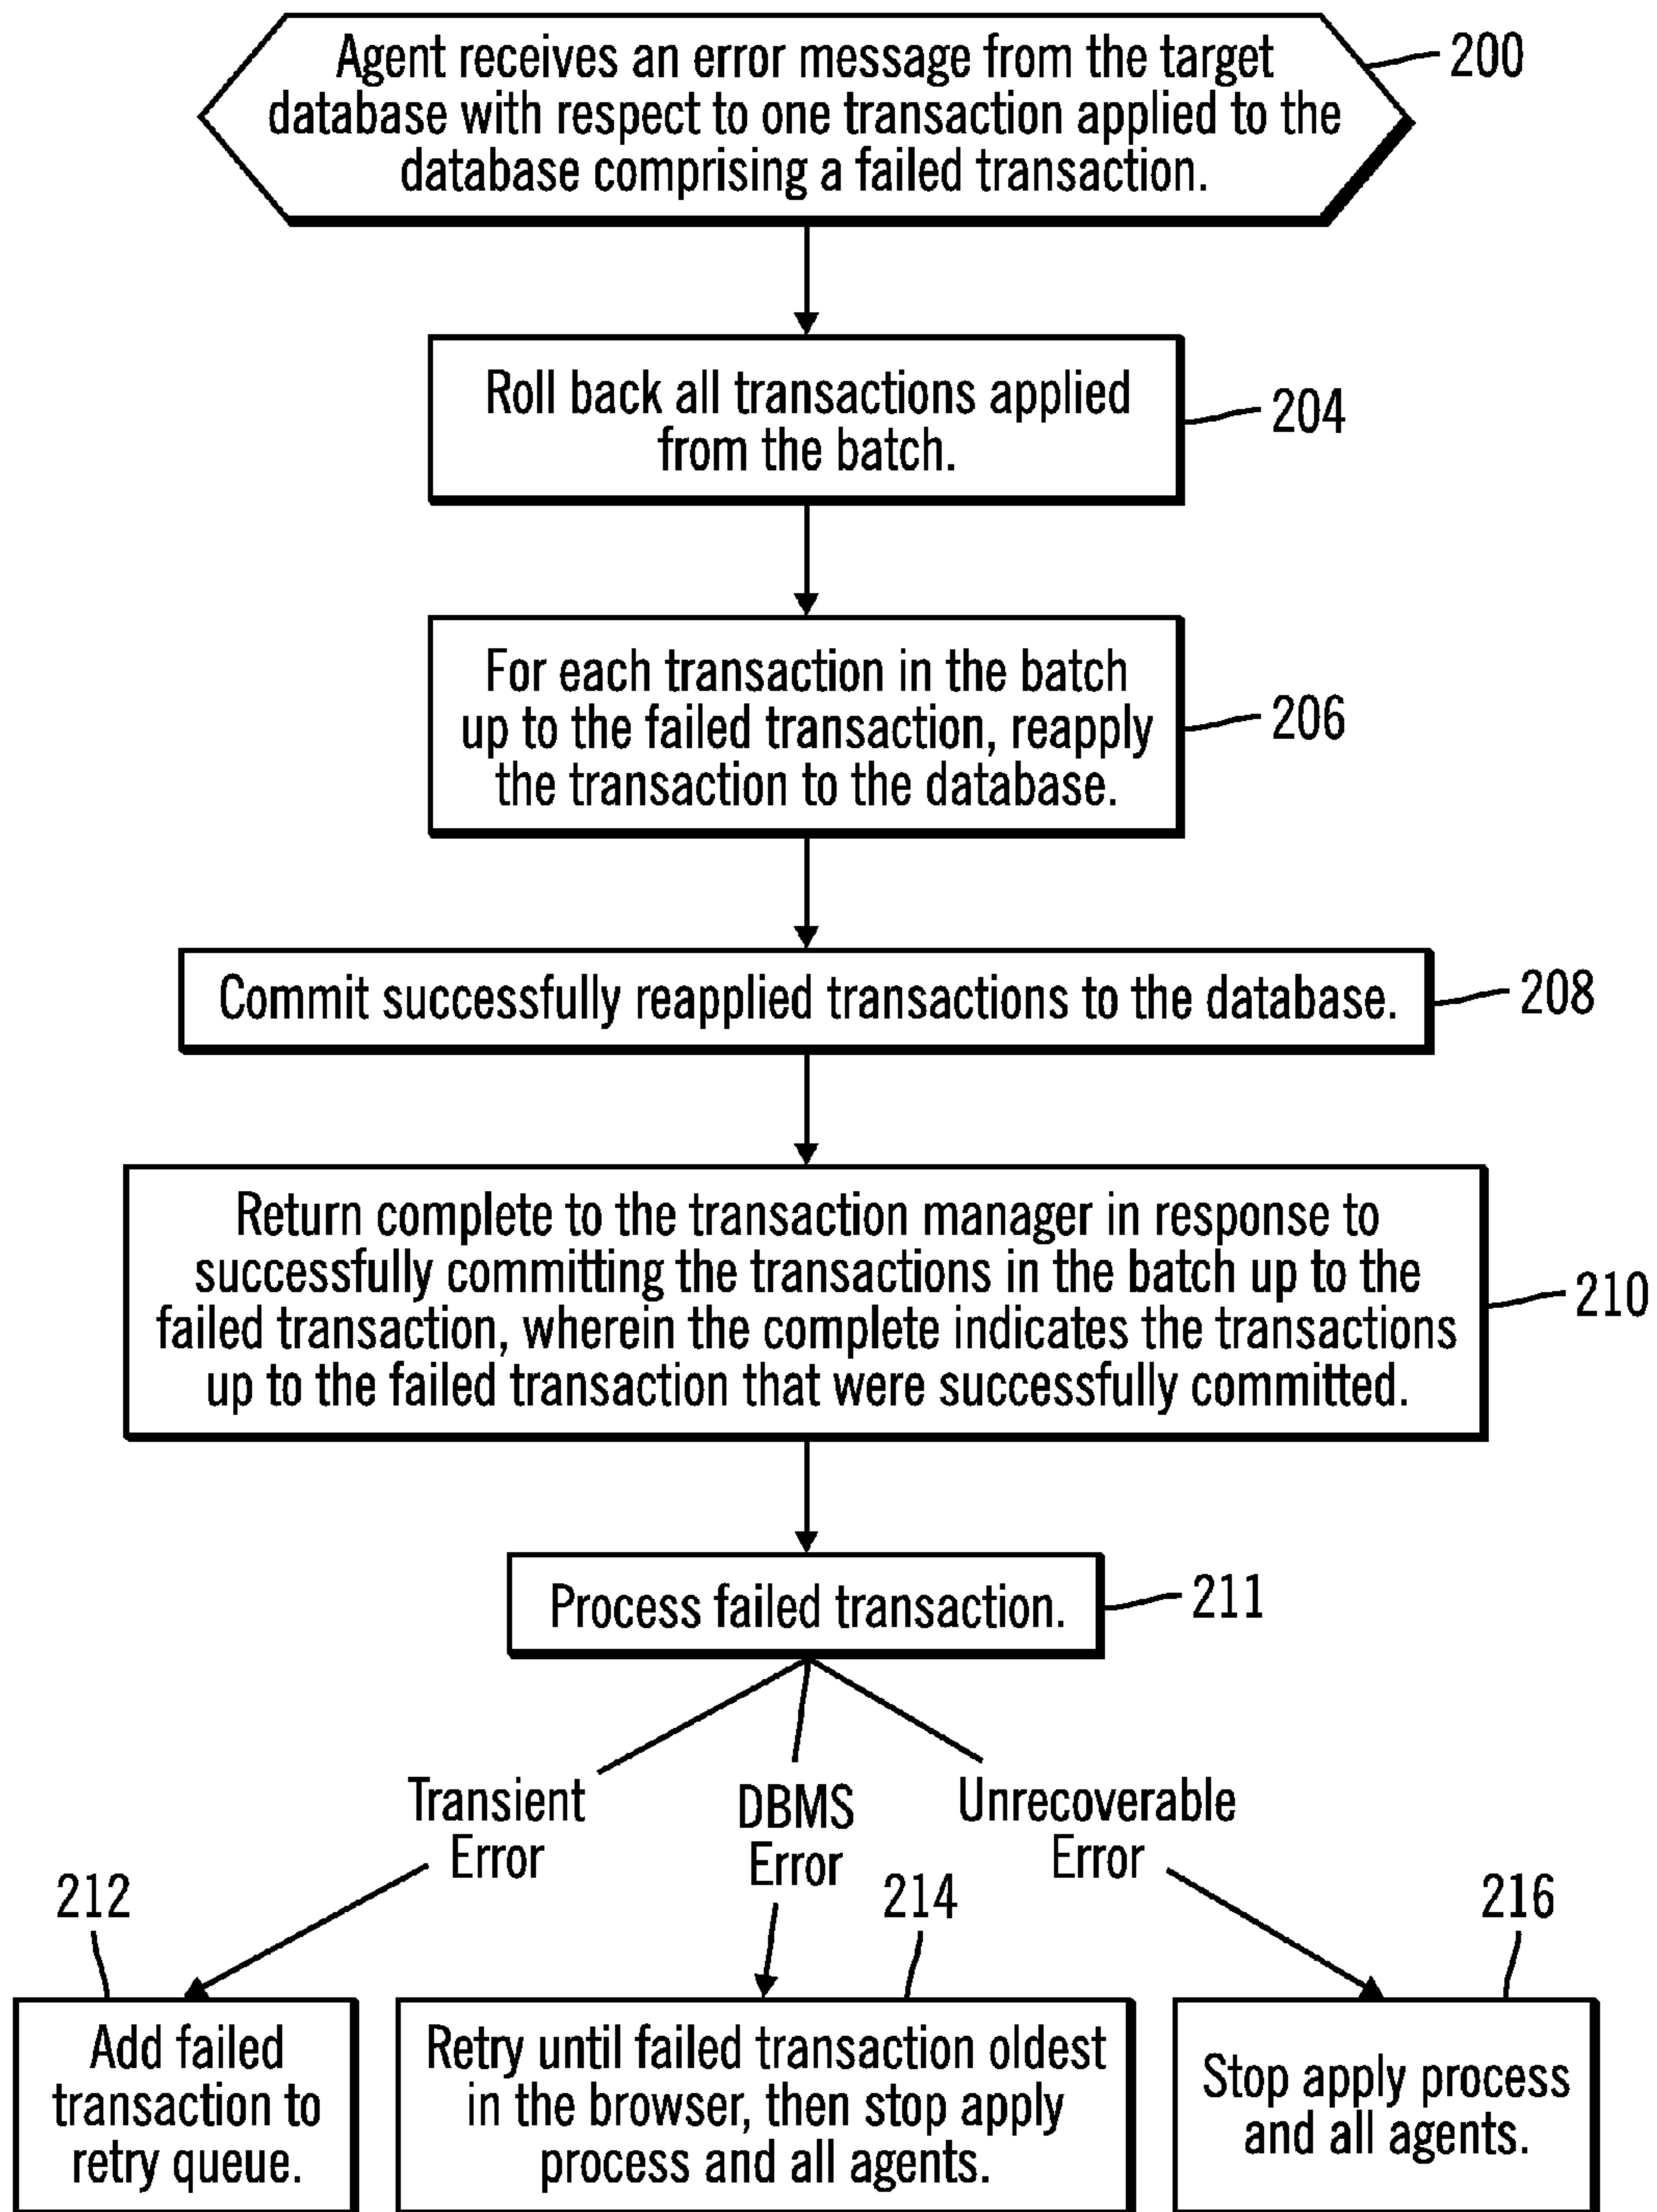 Agent receives an error message from the target
database with respect to one transaction applied to the
database comprising a failed transaction.
200
Roll back all transactions applied
from the batch.
204
For each transaction in the batch
up to the failed transaction, reapply
the transaction to the database.
206
Commit successfully reapplied transactions to the database.
208
Return complete to the transaction manager in response to
successfully committing the transactions in the batch up to the
failed transaction, wherein the complete indicates the transactions
up to the failed transaction that were successfully committed.
210
Process failed transaction.
211
Transient
Error
DBMS
Error
Unrecoverable
Error
212
Add failed
transaction to
retry queue.
214
Retry until failed transaction oldest
in the browser, then stop apply
process and all agents.
216
Stop apply process
and all agents.